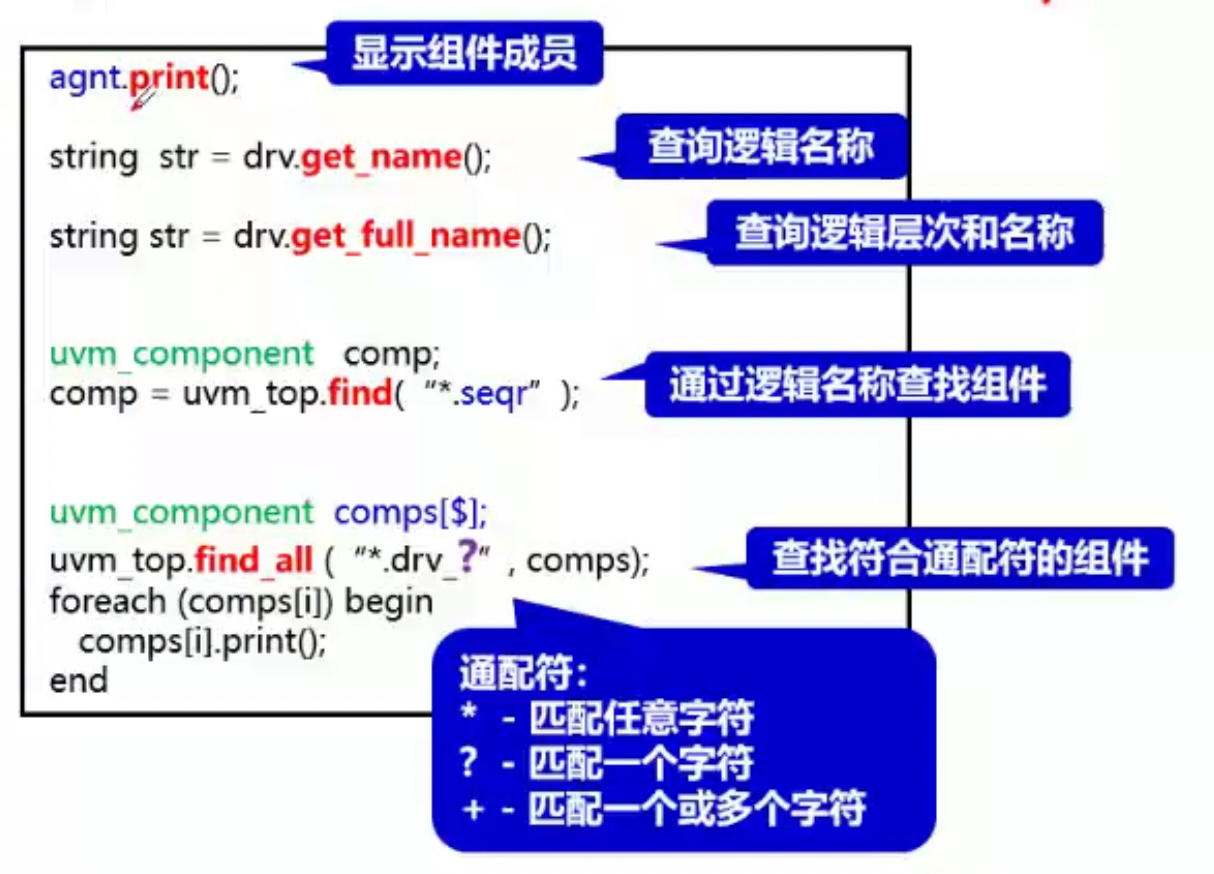 显示组件成员
agnt.print();
string str = drv.get_name();
查询逻辑名称
string str = drv.get_full_name();
查询逻辑层次和名称
uvm_component comp;
comp = uvm_top.find( “*.seqr” );
通过逻辑名称查找组件
uvm_component comps[$];
uvm_top.find_all ( “*.drv_?” , comps);
查找符合通配符的组件
foreach (comps[i]) begin
comps[i].print();
end
通配符：
* - 匹配任意字符
? - 匹配一个字符
+ - 匹配一个或多个字符